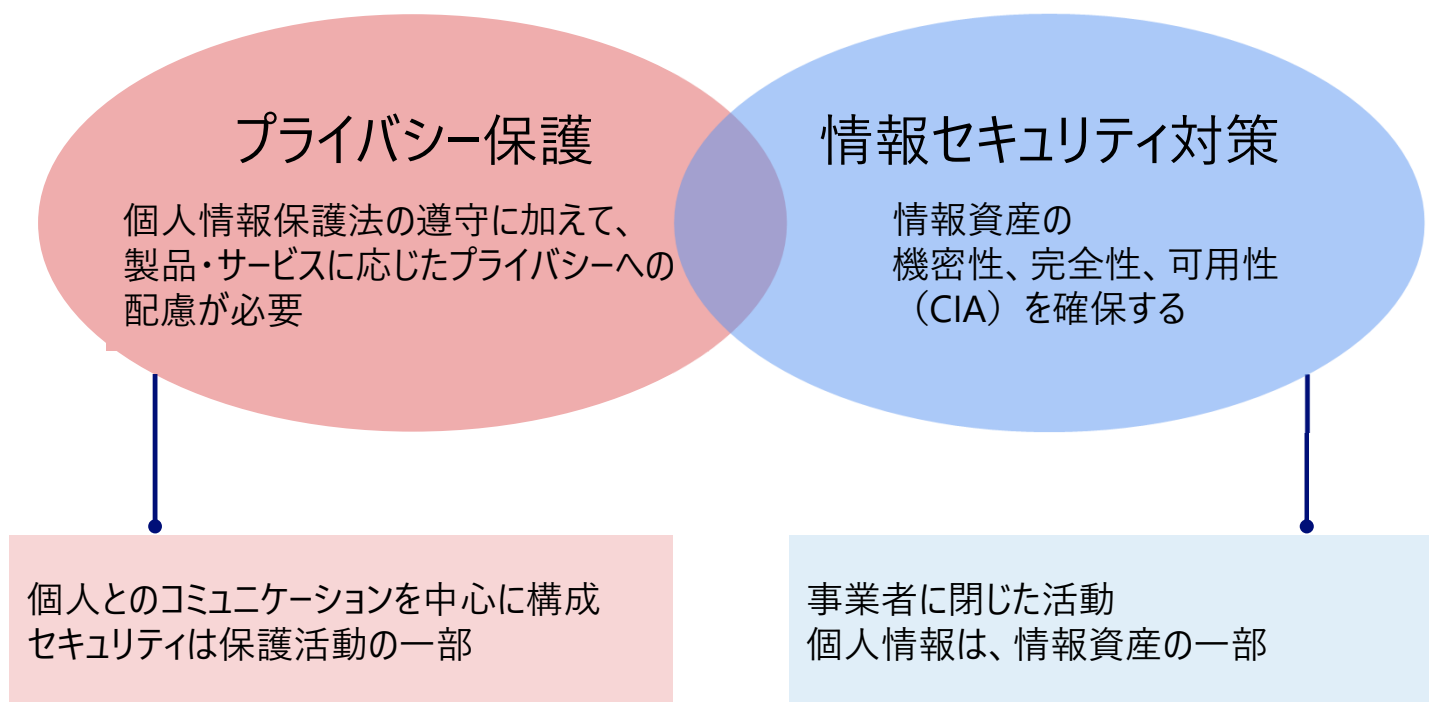 プライバシー保護
個人情報保護法の遵守に加えて、
製品・サービスに応じたプライバシーへの
配慮が必要
情報セキュリティ対策
情報資産の
機密性、完全性、可用性
（CIA）を確保する
個人とのコミュニケーションを中心に構成
セキュリティは保護活動の一部
事業者に閉じた活動
個人情報は、情報資産の一部